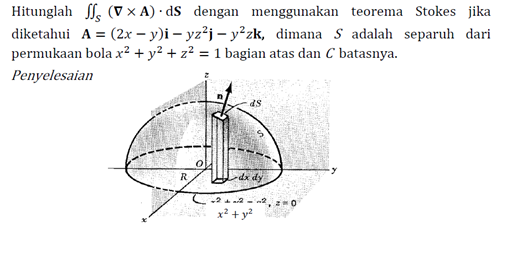 Hitunglah ∬_S (∇ × A) · dS dengan menggunakan teorema Stokes jika
diketahui A = (2x − y)i − yz²j − y²zk, dimana S adalah separuh dari
permukaan bola x² + y² + z² = 1 bagian atas dan C batasnya.
Penyelesaian
z
n
dS
S
O
y
R
dx dy
, z = 0
x² + y²
x